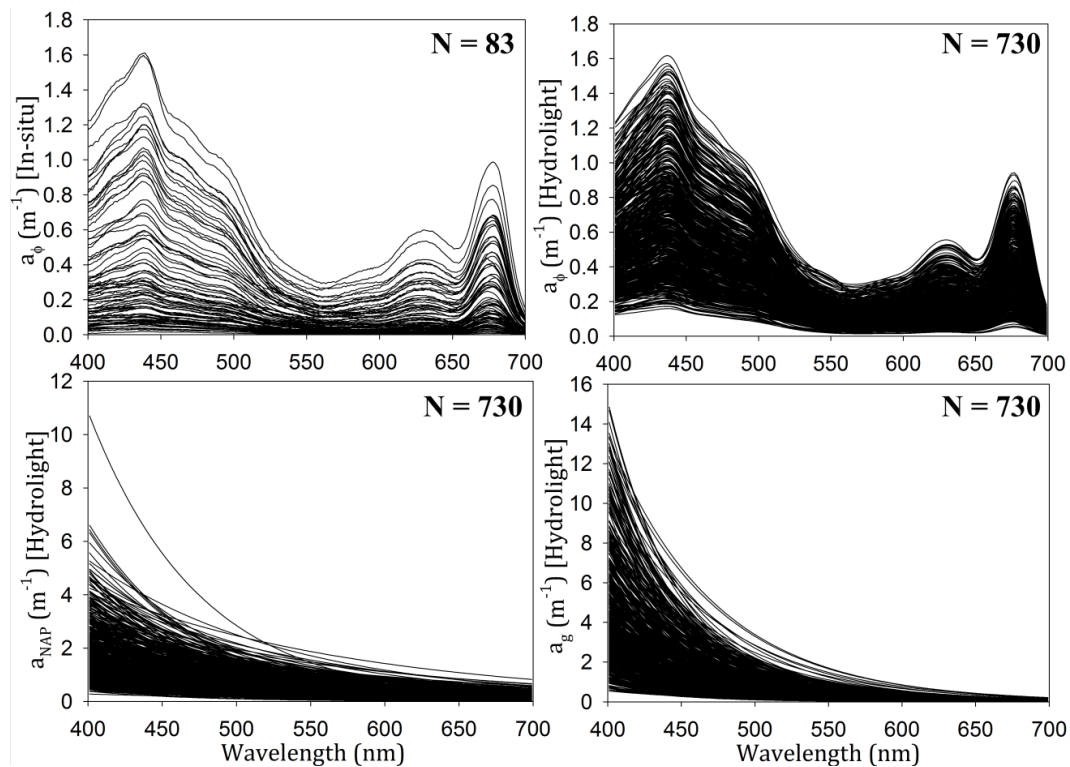 1.8
1.6
1.4
1.2
1.0
0.8
0.6
0.4
0.2
0.0
aϕ (m-1) [In-situ]
N = 83
400 450 500 550 600 650 700
1.8
1.6
1.4
1.2
1.0
0.8
0.6
0.4
0.2
0.0
aϕ (m-1) [Hydrolight]
N = 730
400 450 500 550 600 650 700
12
10
8
6
4
2
0
aNAP (m-1) [Hydrolight]
N = 730
400 450 500 550 600 650 700
Wavelength (nm)
16
14
12
10
8
6
4
2
0
ag (m-1) [Hydrolight]
N = 730
400 450 500 550 600 650 700
Wavelength (nm)